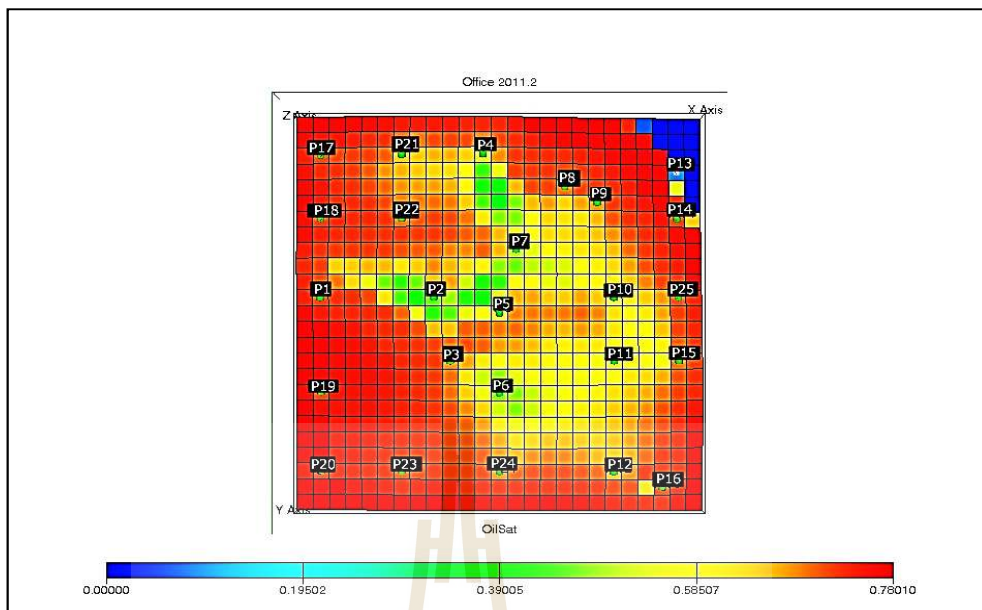 Office 2011.2
Z Axis X Axis
P17 P21 P4 P13
P8 P9
P18 P22 P14
P7
P1 P2 P10 P25
P5
P3 P11 P15
P19 P6
P20 P23 P24 P12
P16
Y Axis
OilSat
0.00000 0.19502 0.39005 0.58507 0.78010